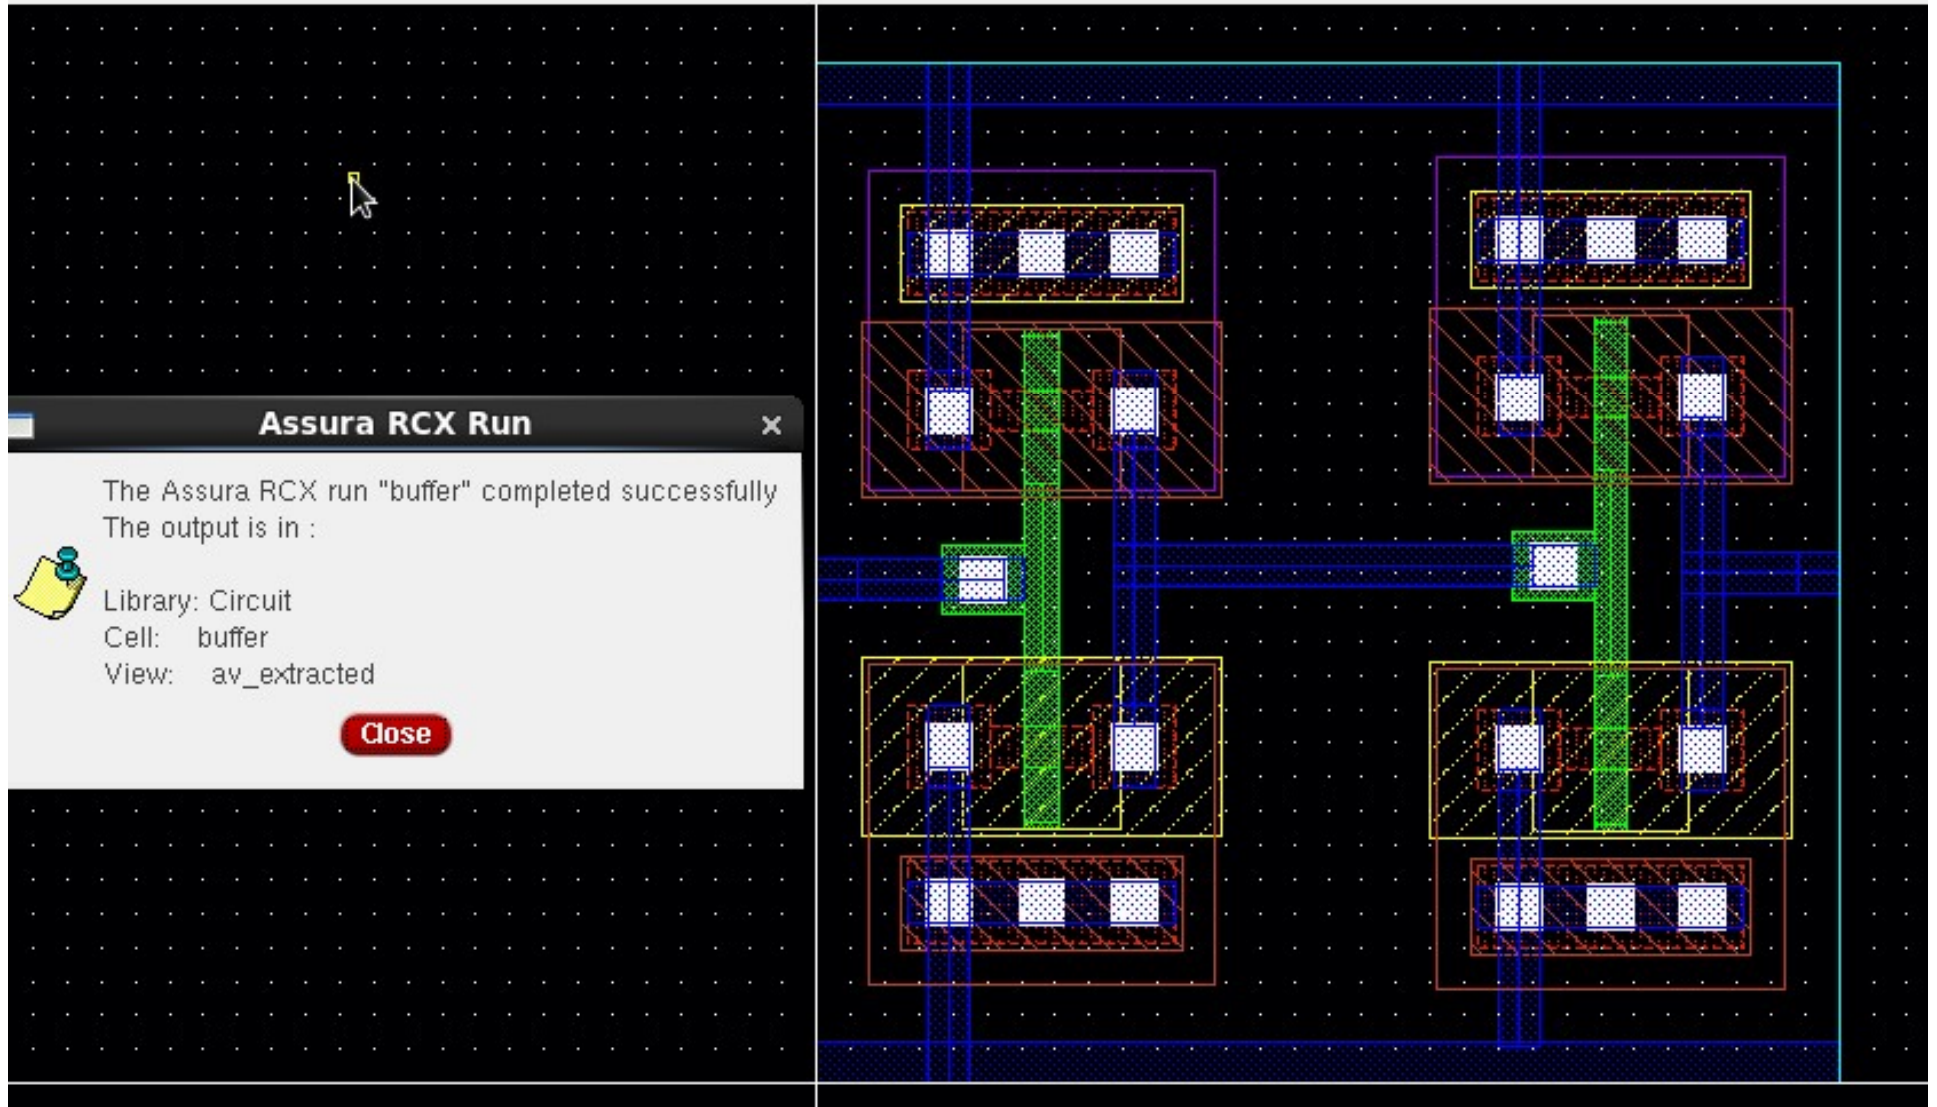 Assura RCX Run
The Assura RCX run "buffer" completed successfully
The output is in :
Library: Circuit
Cell: buffer
View: av_extracted
Close